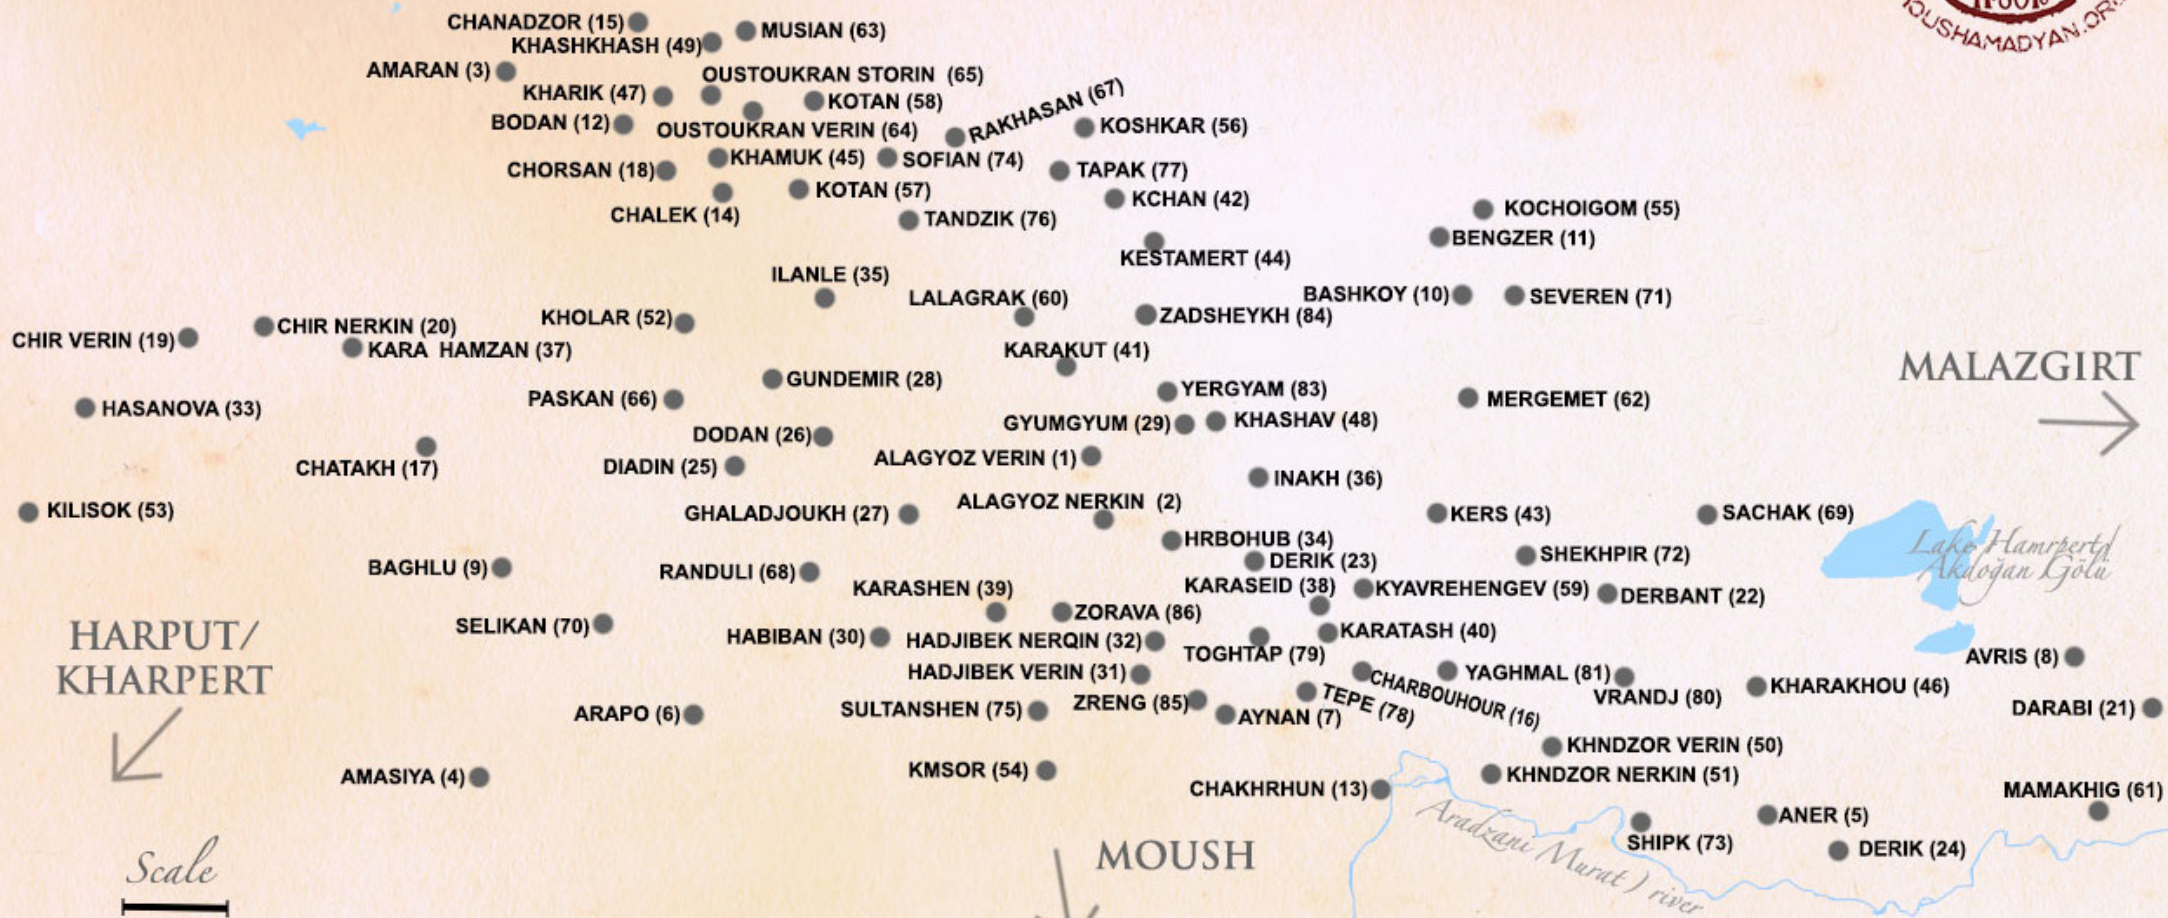 CHANADZOR (15)
MUSIAN (63)
KHASHKHASH (49)
OUSHAMADYAN.OR
AMARAN (3)
OUSTOUKRAN STORIN (65)
KHARIK (47)
KOTAN (58)
RAKHASAN (67)
BODAN (12)
OUSTOUKRAN VERIN (64)
KOSHKAR (56)
KHAMUK (45)
SOFIAN (74)
CHORSAN (18)
TAPAK (77)
KOTAN (57)
KCHAN (42)
CHALEK (14)
TANDZIK (76)
KOCHOIGOM (55)
BENGZER (11)
KESTAMERT (44)
ILANLE (35)
LALAGRAK (60)
BASHKOY (10)
SEVEREN (71)
KHOLAR (52)
ZADSHEYKH (84)
CHIR NERKIN (20)
CHIR VERIN (19)
KARA HAMZAN (37)
KARAKUT (41)
MALAZGIRT
GUNDEMIR (28)
YERGYAM (83)
PASKAN (66)
MERGEMET (62)
HASANOVA (33)
GYUMGYUM (29)
KHASHAV (48)
DODAN (26)
ALAGYOZ VERIN (1)
CHATAKH (17)
DIADIN (25)
INAKH (36)
ALAGYOZ NERKIN (2)
KILISOK (53)
GHALADJOUKH (27)
KERS (43)
SACHAK (69)
HRBOHUB (34)
Lake Hamrpert/
Akdoğan Gölü
DERIK (23)
SHEKHPIR (72)
BAGHLU (9)
RANDULI (68)
KARASHEN (39)
KARASEID (38)
KYAVREHENGEV (59)
DERBANT (22)
ZORAVA (86)
SELIKAN (70)
HABIBAN (30)
HADJIBEK NERQIN (32)
KARATASH (40)
HARPUT/
KHARPERT
TOGHTAP (79)
AVRIS (8)
HADJIBEK VERIN (31)
CHARBOUHOUR (16)
YAGHMAL (81)
VRANDJ (80)
KHARAKHOU (46)
ARAPO (6)
SULTANSHEN (75)
ZRENG (85)
AYNAN (7)
TEPE (78)
DARABI (21)
KHNDZOR VERIN (50)
AMASIYA (4)
KMSOR (54)
KHNDZOR NERKIN (51)
CHAKHRHUN (13)
MAMAKHIG (61)
Aradzani Murat ) river
ANER (5)
SHIPK (73)
DERIK (24)
MOUSH
Scale